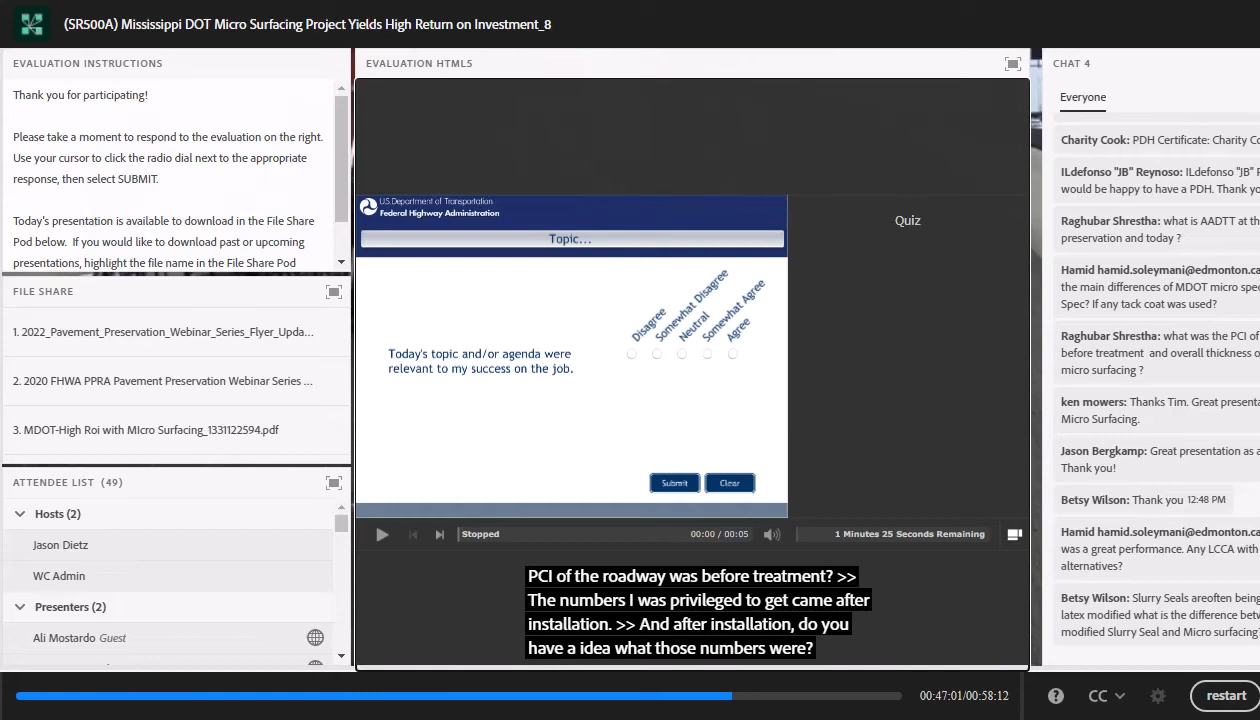 (SR500A) Mississippi DOT Micro Surfacing Project Yields High Return on Investment_8
EVALUATION INSTRUCTIONS
Thank you for participating!
Please take a moment to respond to the evaluation on the right.
Use your cursor to click the radio dial next to the appropriate
response, then select SUBMIT.
Today's presentation is available to download in the File Share
Pod below.  If you would like to download past or upcoming
presentations, highlight the file name in the File Share Pod
FILE SHARE
1. 2022_Pavement_Preservation_Webinar_Series_Flyer_Upda...
2. 2020 FHWA PPRA Pavement Preservation Webinar Series ...
3. MDOT-High Roi with MIcro Surfacing_1331122594.pdf
ATTENDEE LIST (49)
Hosts (2)
Jason Dietz
WC Admin
Presenters (2)
Ali Mostardo Guest
EVALUATION HTML5
U.S.Department of Transportation
Federal Highway Administration
Topic...
Disagree
Somewhat Disagree
Neutral
Somewhat Agree
Agree
Today's topic and/or agenda were
relevant to my success on the job.
Submit
Clear
Quiz
Stopped
00:00 / 00:05
1 Minutes 25 Seconds Remaining
PCI of the roadway was before treatment? >>
The numbers I was privileged to get came after
installation. >> And after installation, do you
have a idea what those numbers were?
CHAT 4
Everyone
Charity Cook: PDH Certificate: Charity Co
ILdefonso "JB" Reynoso: ILdefonso "JB" R
would be happy to have a PDH. Thank yo
Raghubar Shrestha: what is AADTT at the
preservation and today ?
Hamid hamid.soleymani@edmonton.ca
the main differences of MDOT micro spec
Spec? If any tack coat was used?
Raghubar Shrestha: what was the PCI of
before treatment  and overall thickness o
micro surfacing ?
ken mowers: Thanks Tim. Great presenta
Micro Surfacing.
Jason Bergkamp: Great presentation as a
Thank you!
Betsy Wilson: Thank you 12:48 PM
Hamid hamid.soleymani@edmonton.ca
was a great performance. Any LCCA with
alternatives?
Betsy Wilson: Slurry Seals areoften being
latex modified what is the difference betw
modified Slurry Seal and Micro surfacing?
00:47:01/00:58:12
?
CC
restart